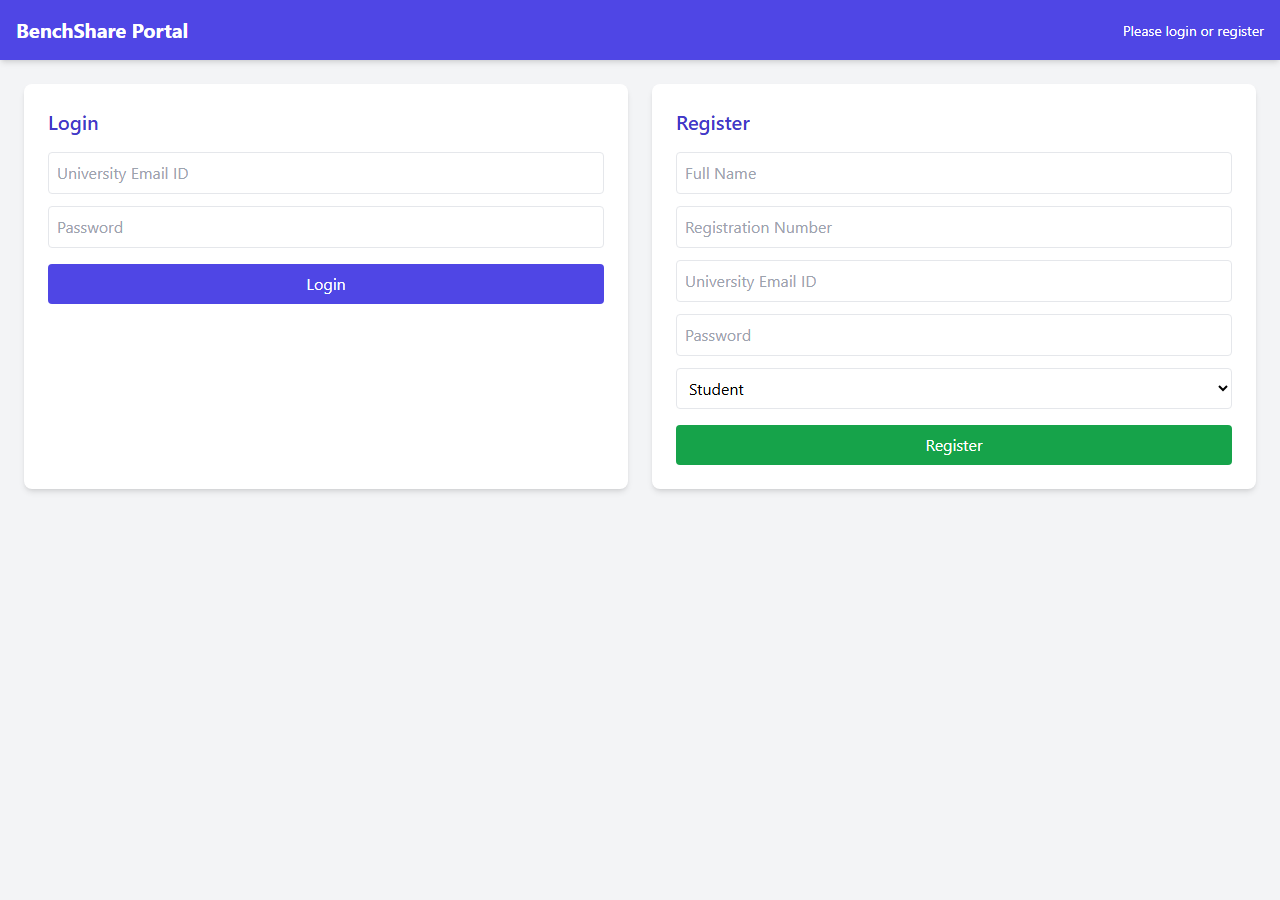 BenchShare Portal
Please login or register
Login
University Email ID
Password
Login
Register
Full Name
Registration Number
University Email ID
Password
Student
Register